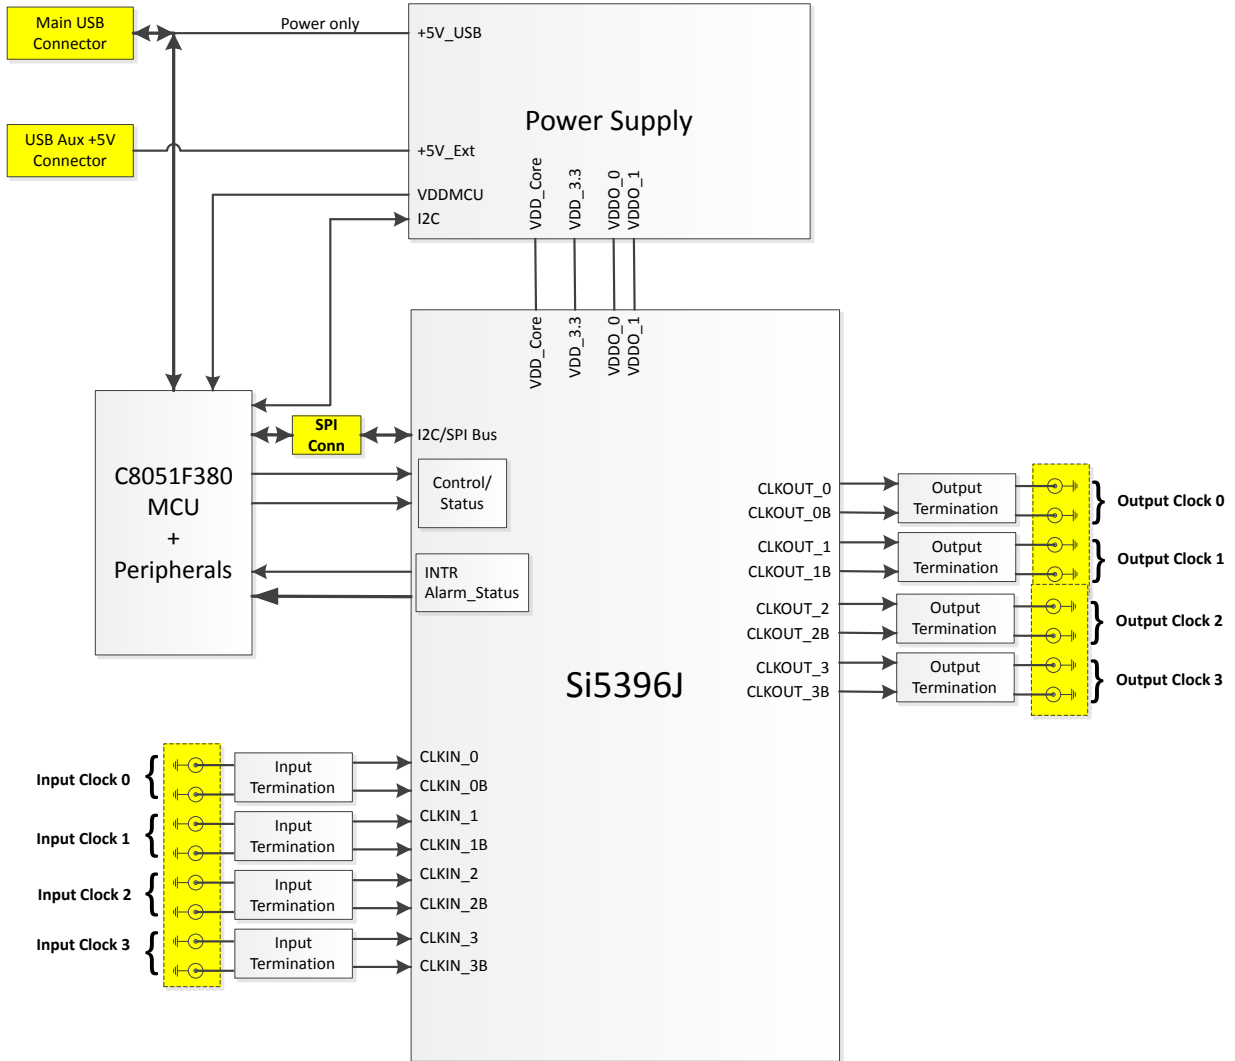 Main USB
Connector
Power only
+5V_USB
Power Supply
USB Aux +5V
Connector
+5V_Ext
VDDMCU
I2C
VDD_Core
VDD_3.3
VDDO_0
VDDO_1
VDD_Core
VDD_3.3
VDDO_0
VDDO_1
C8051F380
MCU
+
Peripherals
SPI
Conn
I2C/SPI Bus
Control/
Status
INTR
Alarm_Status
Si5396J
CLKOUT_0
CLKOUT_0B
Output
Termination
Output Clock 0
CLKOUT_1
CLKOUT_1B
Output
Termination
Output Clock 1
CLKOUT_2
CLKOUT_2B
Output
Termination
Output Clock 2
CLKOUT_3
CLKOUT_3B
Output
Termination
Output Clock 3
Input Clock 0
Input
Termination
CLKIN_0
CLKIN_0B
Input Clock 1
Input
Termination
CLKIN_1
CLKIN_1B
Input Clock 2
Input
Termination
CLKIN_2
CLKIN_2B
Input Clock 3
Input
Termination
CLKIN_3
CLKIN_3B